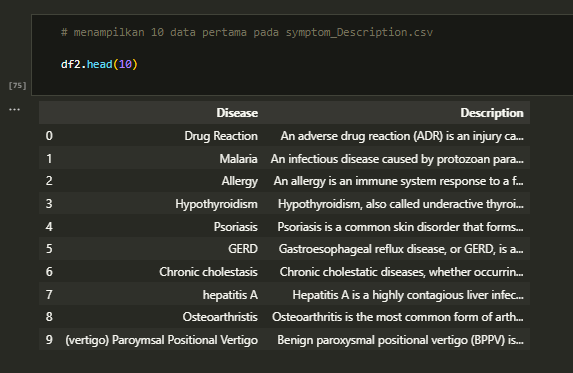 # menampilkan 10 data pertama pada symptom_Description.csv
df2.head(10)
[75]
...
Disease Description
0 Drug Reaction An adverse drug reaction (ADR) is an injury ca...
1 Malaria An infectious disease caused by protozoan para...
2 Allergy An allergy is an immune system response to a f...
3 Hypothyroidism Hypothyroidism, also called underactive thyroi...
4 Psoriasis Psoriasis is a common skin disorder that forms...
5 GERD Gastroesophageal reflux disease, or GERD, is a...
6 Chronic cholestasis Chronic cholestatic diseases, whether occurrin...
7 hepatitis A Hepatitis A is a highly contagious liver infec...
8 Osteoarthristis Osteoarthritis is the most common form of arth...
9 (vertigo) Paroymsal Positional Vertigo Benign paroxysmal positional vertigo (BPPV) is...